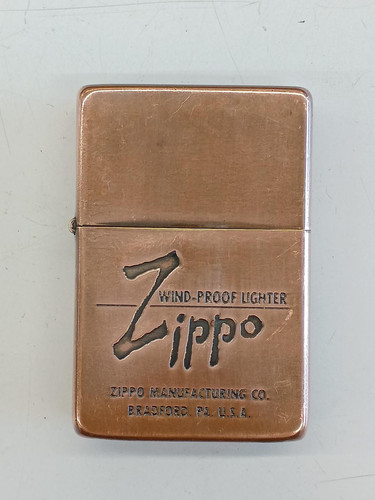 WIND-PROOF LIGHTER
Zippo
ZIPPO MANUFACTURING CO.
BRADFORD, PA. U.S.A.